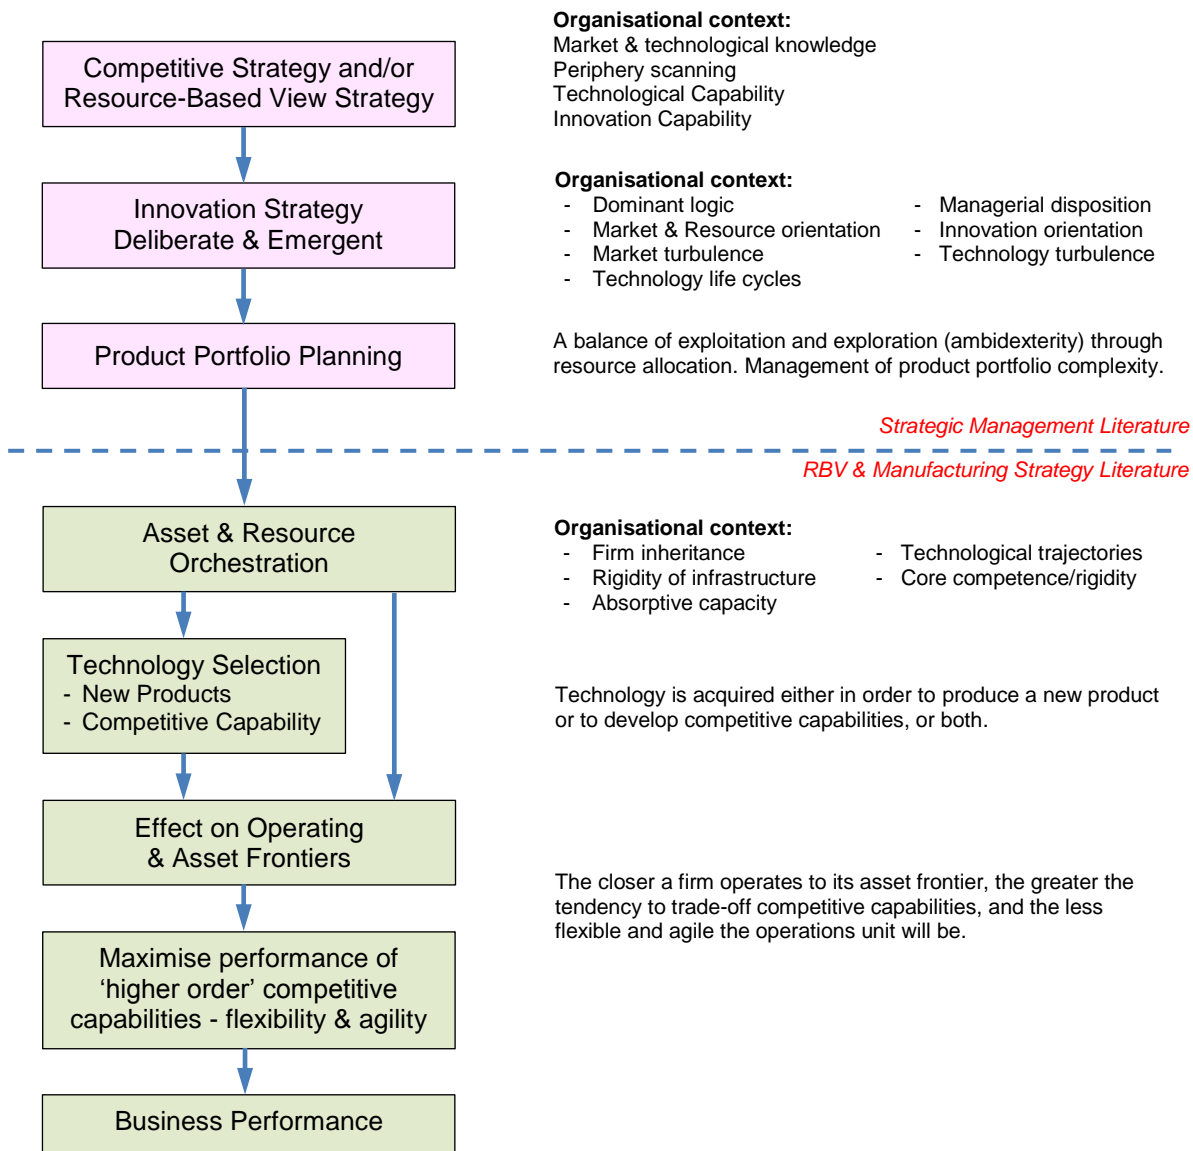 Organisational context:
Market & technological knowledge
Periphery scanning
Technological Capability
Innovation Capability
Competitive Strategy and/or
Resource-Based View Strategy
Organisational context:
- Dominant logic
- Market & Resource orientation
- Market turbulence
- Technology life cycles
- Managerial disposition
- Innovation orientation
- Technology turbulence
Innovation Strategy
Deliberate & Emergent
Product Portfolio Planning
A balance of exploitation and exploration (ambidexterity) through
resource allocation. Management of product portfolio complexity.
Strategic Management Literature
RBV & Manufacturing Strategy Literature
Asset & Resource
Orchestration
Organisational context:
- Firm inheritance
- Rigidity of infrastructure
- Absorptive capacity
- Technological trajectories
- Core competence/rigidity
Technology Selection
- New Products
- Competitive Capability
Technology is acquired either in order to produce a new product
or to develop competitive capabilities, or both.
Effect on Operating
& Asset Frontiers
The closer a firm operates to its asset frontier, the greater the
tendency to trade-off competitive capabilities, and the less
flexible and agile the operations unit will be.
Maximise performance of
‘higher order’ competitive
capabilities - flexibility & agility
Business Performance